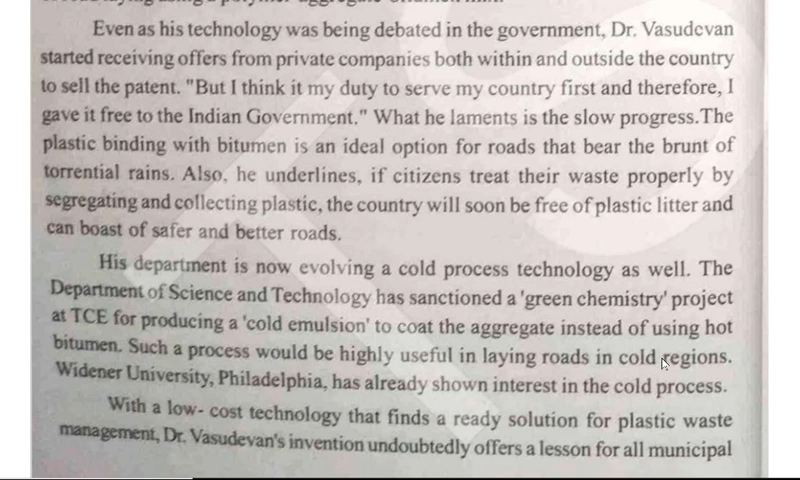 Even as his technology was being debated in the government, Dr. Vasudevan
started receiving offers from private companies both within and outside the country
to sell the patent. "But I think it my duty to serve my country first and therefore, I
gave it free to the Indian Government." What he laments is the slow progress.The
plastic binding with bitumen is an ideal option for roads that bear the brunt of
torrential rains. Also, he underlines, if citizens treat their waste properly by
segregating and collecting plastic, the country will soon be free of plastic litter and
can boast of safer and better roads.
His department is now evolving a cold process technology as well. The
Department of Science and Technology has sanctioned a 'green chemistry' project
at TCE for producing a 'cold emulsion' to coat the aggregate instead of using hot
bitumen. Such a process would be highly useful in laying roads in cold regions.
Widener University, Philadelphia, has already shown interest in the cold process.
With a low- cost technology that finds a ready solution for plastic waste
management, Dr. Vasudevan's invention undoubtedly offers a lesson for all municipal